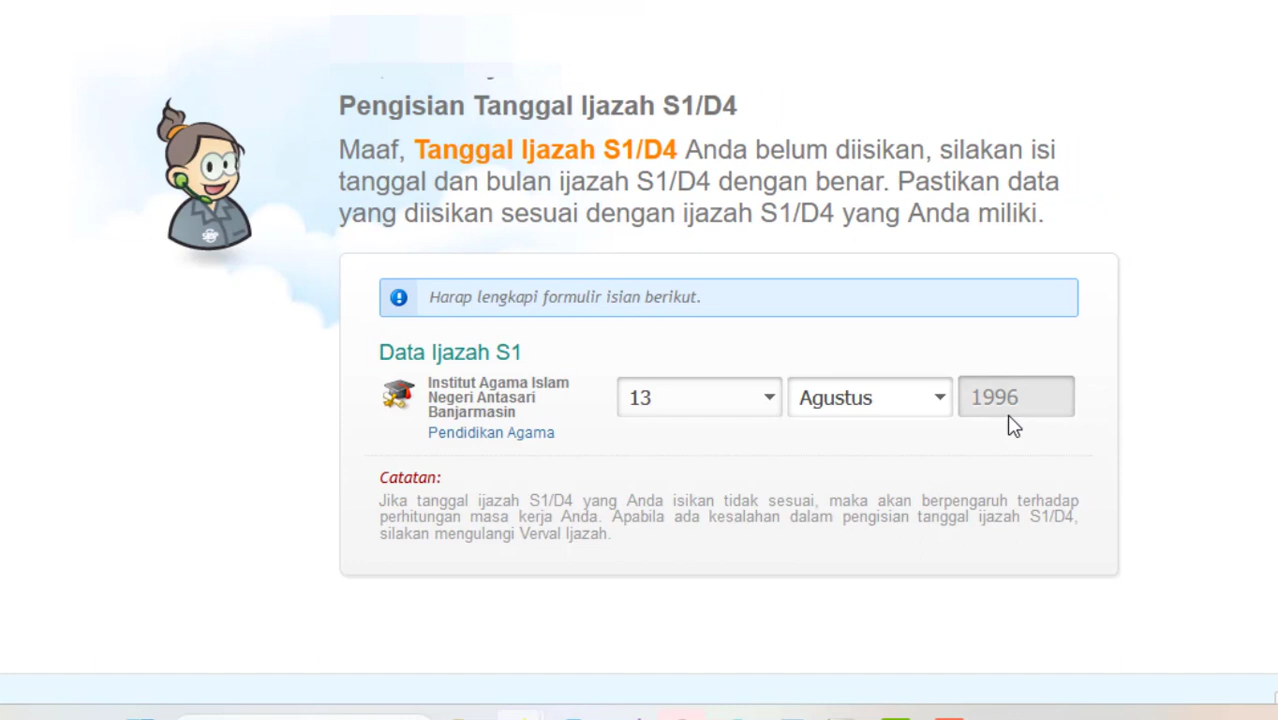 Pengisian Tanggal Ijazah S1/D4
Maaf, Tanggal Ijazah S1/D4 Anda belum diisikan, silakan isi
tanggal dan bulan ijazah S1/D4 dengan benar. Pastikan data
yang diisikan sesuai dengan ijazah S1/D4 yang Anda miliki.
Harap lengkapi formulir isian berikut.
Data Ijazah S1
Institut Agama Islam
Negeri Antasari
Banjarmasin
Pendidikan Agama
13 Agustus 1996
Catatan:
Jika tanggal ijazah S1/D4 yang Anda isikan tidak sesuai, maka akan berpengaruh terhadap
perhitungan masa kerja Anda. Apabila ada kesalahan dalam pengisian tanggal ijazah S1/D4,
silakan mengulangi Verval Ijazah.